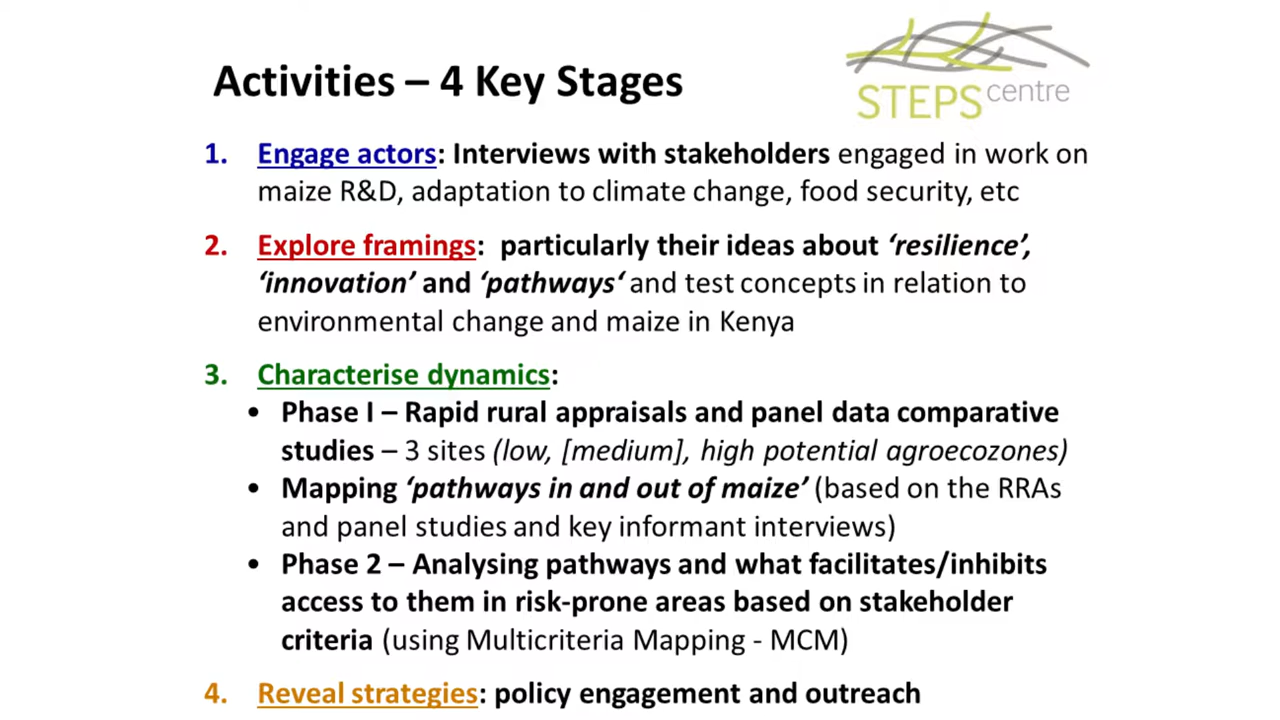 Activities – 4 Key Stages
STEPS centre
1. Engage actors: Interviews with stakeholders engaged in work on
maize R&D, adaptation to climate change, food security, etc
2. Explore framings: particularly their ideas about ‘resilience’,
‘innovation’ and ‘pathways‘ and test concepts in relation to
environmental change and maize in Kenya
3. Characterise dynamics:
• Phase I – Rapid rural appraisals and panel data comparative
studies – 3 sites (low, [medium], high potential agroecozones)
• Mapping ‘pathways in and out of maize’ (based on the RRAs
and panel studies and key informant interviews)
• Phase 2 – Analysing pathways and what facilitates/inhibits
access to them in risk-prone areas based on stakeholder
criteria (using Multicriteria Mapping - MCM)
4. Reveal strategies: policy engagement and outreach